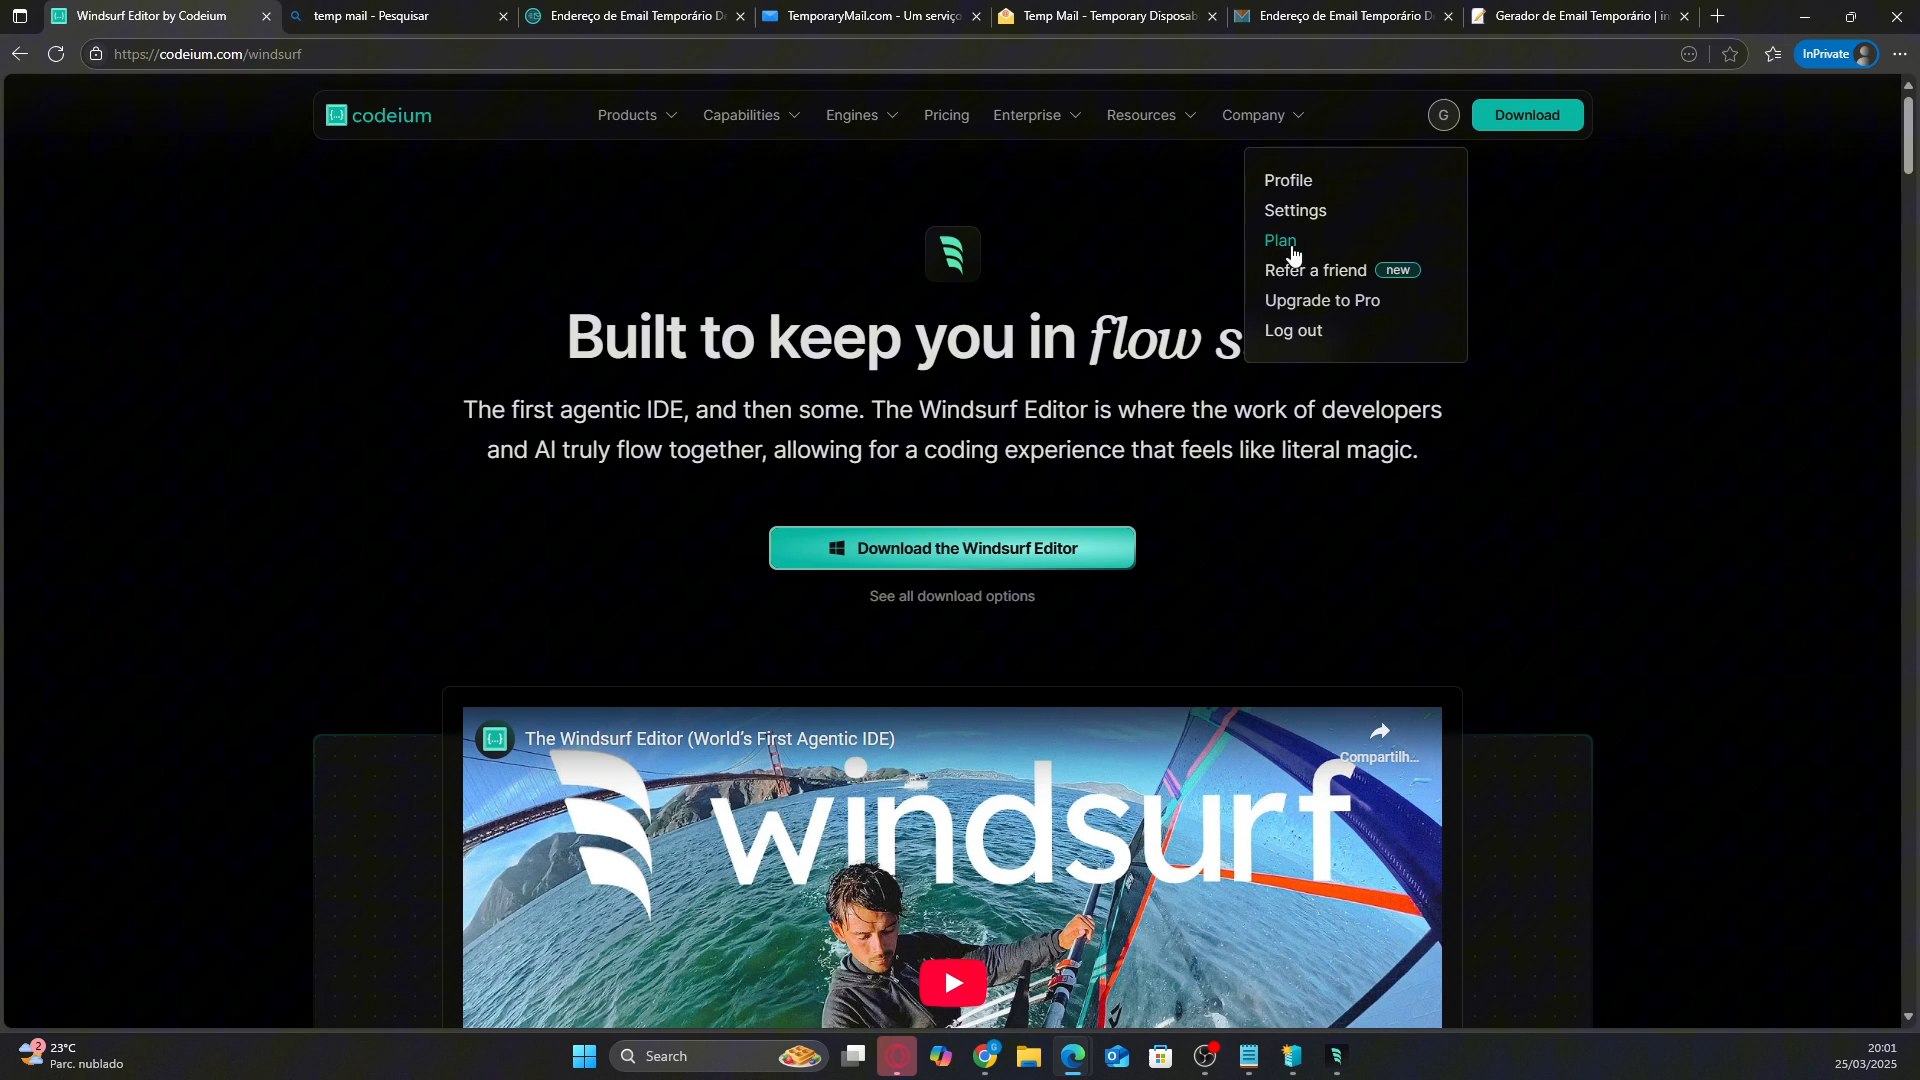 Windsurf Editor by Codeium
temp mail - Pesquisar
Endereço de Email Temporário De
TemporaryMail.com - Um serviço
Temp Mail - Temporary Disposab
Endereço de Email Temporário De
Gerador de Email Temporário | in
https://codeium.com/windsurf
InPrivate
codeium
Products
Capabilities
Engines
Pricing
Enterprise
Resources
Company
G
Download
Profile
Settings
Plan
Refer a friend new
Upgrade to Pro
Log out
Built to keep you in flow s
The first agentic IDE, and then some. The Windsurf Editor is where the work of developers
and AI truly flow together, allowing for a coding experience that feels like literal magic.
Download the Windsurf Editor
See all download options
The Windsurf Editor (World's First Agentic IDE)
Compartilh...
windsurf
2
23°C
Parc. nublado
Search
G
20:01
25/03/2025